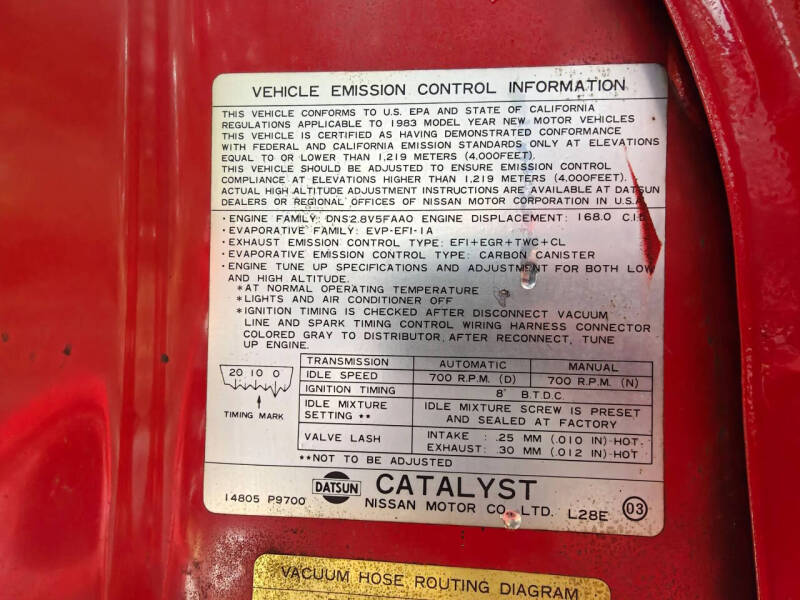 VEHICLE EMISSION CONTROL INFORMATION
THIS VEHICLE CONFORMS TO U.S. EPA AND STATE OF CALIFORNIA
REGULATIONS APPLICABLE TO 1983 MODEL YEAR NEW MOTOR VEHICLES
THIS VEHICLE IS CERTIFIED AS HAVING DEMONSTRATED CONFORMANCE
WITH FEDERAL AND CALIFORNIA EMISSION STANDARDS ONLY AT ELEVATIONS
EQUAL TO OR LOWER THAN 1,219 METERS (4,000FEET).
THIS VEHICLE SHOULD BE ADJUSTED TO ENSURE EMISSION CONTROL
COMPLIANCE AT ELEVATIONS HIGHER THAN 1,219 METERS (4,000FEET).
ACTUAL HIGH ALTITUDE ADJUSTMENT INSTRUCTIONS ARE AVAILABLE AT DATSUN
DEALERS OR REGIONAL OFFICES OF NISSAN MOTOR CORPORATION IN U.S.A.
· ENGINE FAMILY: DNS2.8V5FAA0 ENGINE DISPLACEMENT: 168.0 C.I.D.
· EVAPORATIVE FAMILY: EVP-EFI-1A
· EXHAUST EMISSION CONTROL TYPE: EFI+EGR+TWC+CL
· EVAPORATIVE EMISSION CONTROL TYPE: CARBON CANISTER
· ENGINE TUNE UP SPECIFICATIONS AND ADJUSTMENT FOR BOTH LOW
AND HIGH ALTITUDE.
*AT NORMAL OPERATING TEMPERATURE
*LIGHTS AND AIR CONDITIONER OFF
*IGNITION TIMING IS CHECKED AFTER DISCONNECT VACUUM
LINE AND SPARK TIMING CONTROL WIRING HARNESS CONNECTOR
COLORED GRAY TO DISTRIBUTOR, AFTER RECONNECT, TUNE
UP ENGINE.
20 10 0
TIMING MARK
TRANSMISSION AUTOMATIC MANUAL
IDLE SPEED 700 R.P.M. (D) 700 R.P.M. (N)
IGNITION TIMING 8° B.T.D.C.
IDLE MIXTURE SETTING ** IDLE MIXTURE SCREW IS PRESET
AND SEALED AT FACTORY
VALVE LASH INTAKE : .25 MM (.010 IN)-HOT.
EXHAUST: .30 MM (.012 IN)-HOT
**NOT TO BE ADJUSTED
14805 P9700 DATSUN CATALYST
NISSAN MOTOR CO., LTD. L28E 03
VACUUM HOSE ROUTING DIAGRAM